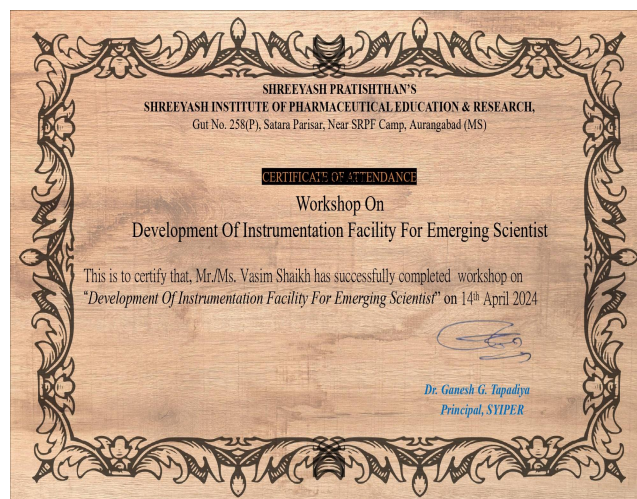 SHREEYASH PRATISHTHAN'S
SHREEYASH INSTITUTE OF PHARMACEUTICAL EDUCATION & RESEARCH,
Gut No. 258(P), Satara Parisar, Near SRPF Camp, Aurangabad (MS)
CERTIFICATE OF ATTENDANCE
Workshop On
Development Of Instrumentation Facility For Emerging Scientist
This is to certify that, Mr./Ms. Vasim Shaikh has successfully completed workshop on
"Development Of Instrumentation Facility For Emerging Scientist" on 14th April 2024
Dr. Ganesh G. Tapadiya
Principal, SYIPER